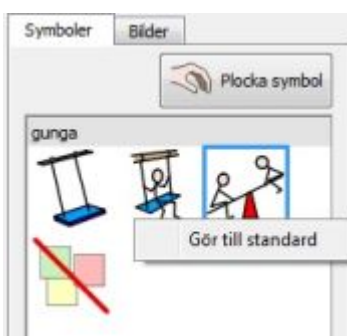 Symboler
Bilder
Plocka symbol
gunga
Gör till standard